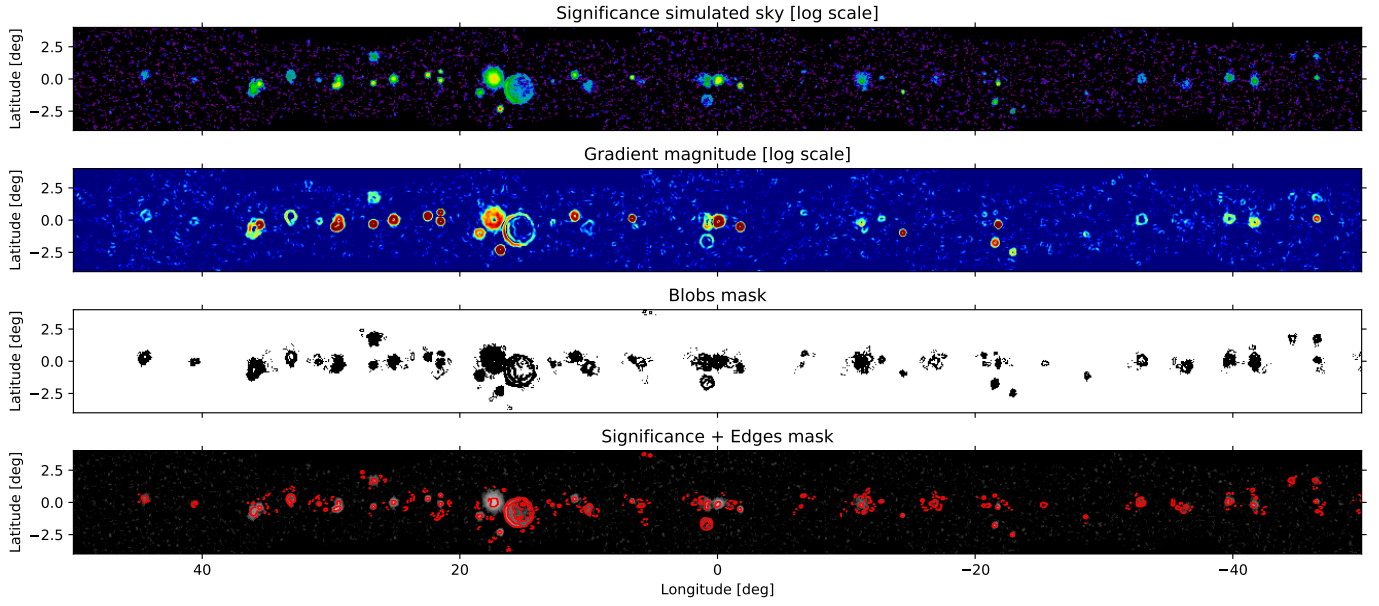 Significance simulated sky [log scale]
Latitude [deg]
2.5
0.0
−2.5
Gradient magnitude [log scale]
Latitude [deg]
2.5
0.0
−2.5
Blobs mask
Latitude [deg]
2.5
0.0
−2.5
Significance + Edges mask
Latitude [deg]
2.5
0.0
−2.5
40 20 0 −20 −40
Longitude [deg]